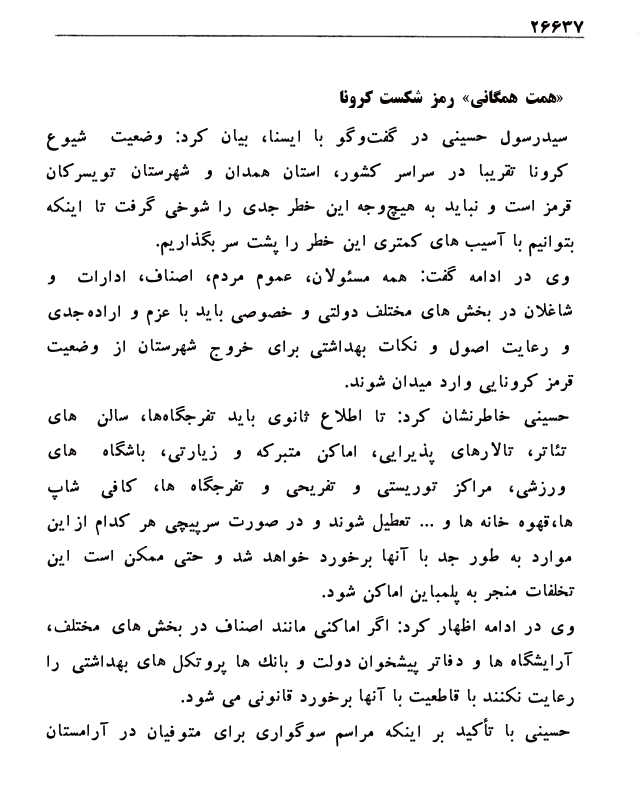 ۲۶۶۳۷
«همت همگانی» رمز شکست کرونا
سیدرسول حسینی در گفت‌وگو با ایسنا، بیان کرد: وضعیت شیوع
کرونا تقریبا در سراسر کشور، استان همدان و شهرستان تویسرکان
قرمز است و نباید به هیچ‌وجه این خطر جدی را شوخی گرفت تا اینکه
بتوانیم با آسیب های کمتری این خطر را پشت سر بگذاریم.
وی در ادامه گفت: همه مسئولان، عموم مردم، اصناف، ادارات و
شاغلان در بخش های مختلف دولتی و خصوصی باید با عزم و اراده‌جدی
و رعایت اصول و نکات بهداشتی برای خروج شهرستان از وضعیت
قرمز کرونایی وارد میدان شوند.
حسینی خاطرنشان کرد: تا اطلاع ثانوی باید تفرجگاه‌ها، سالن های
تئاتر، تالارهای پذیرایی، اماکن متبرکه و زیارتی، باشگاه های
ورزشی، مراکز توریستی و تفریحی و تفرجگاه ها، کافی شاپ
ها،قهوه خانه ها و ... تعطیل شوند و در صورت سرپیچی هر کدام از این
موارد به طور جد با آنها برخورد خواهد شد و حتی ممکن است این
تخلفات منجر به پلمپاین اماکن شود.
وی در ادامه اظهار کرد: اگر اماکنی مانند اصناف در بخش های مختلف،
آرایشگاه ها و دفاتر پیشخوان دولت و بانك ها پروتکل های بهداشتی را
رعایت نکنند با قاطعیت با آنها برخورد قانونی می شود.
حسینی با تأکید بر اینکه مراسم سوگواری برای متوفیان در آرامستان